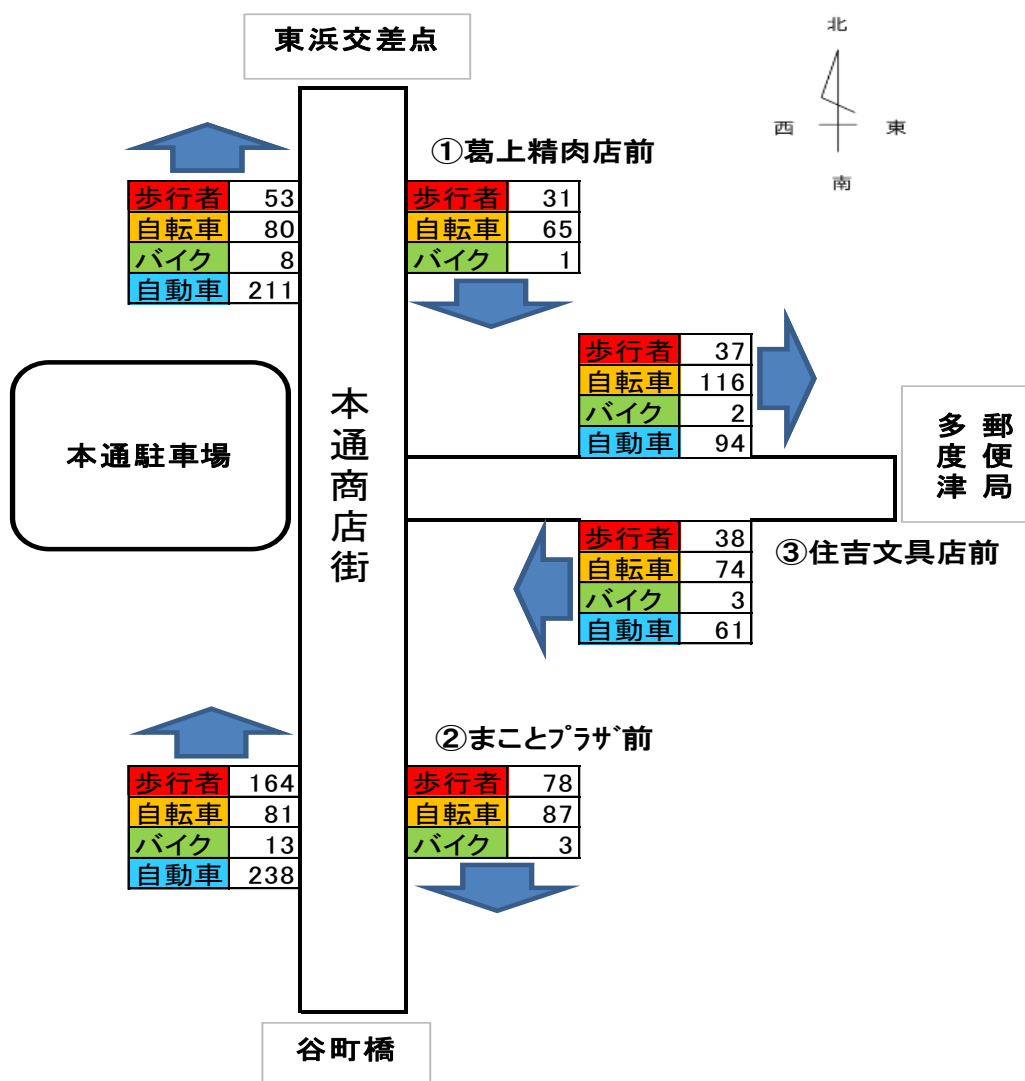 東浜交差点
北
西 東
南
①葛上精肉店前
歩行者 53
自転車 80
バイク 8
自動車 211
歩行者 31
自転車 65
バイク 1
歩行者 37
自転車 116
バイク 2
自動車 94
本通駐車場
本通商店街
多度津
郵便局
歩行者 38
自転車 74
バイク 3
自動車 61
③住吉文具店前
②まことﾌﾟﾗｻﾞ前
歩行者 164
自転車 81
バイク 13
自動車 238
歩行者 78
自転車 87
バイク 3
谷町橋